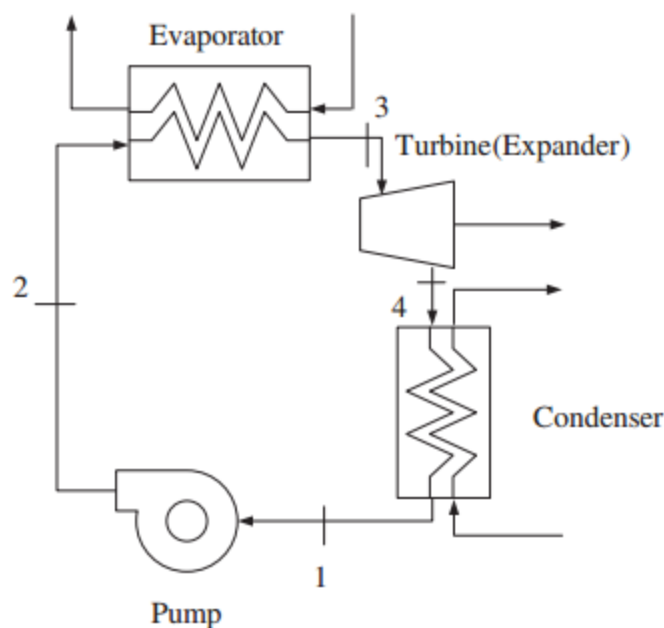 Evaporator
3
Turbine(Expander)
2
4
Condenser
1
Pump